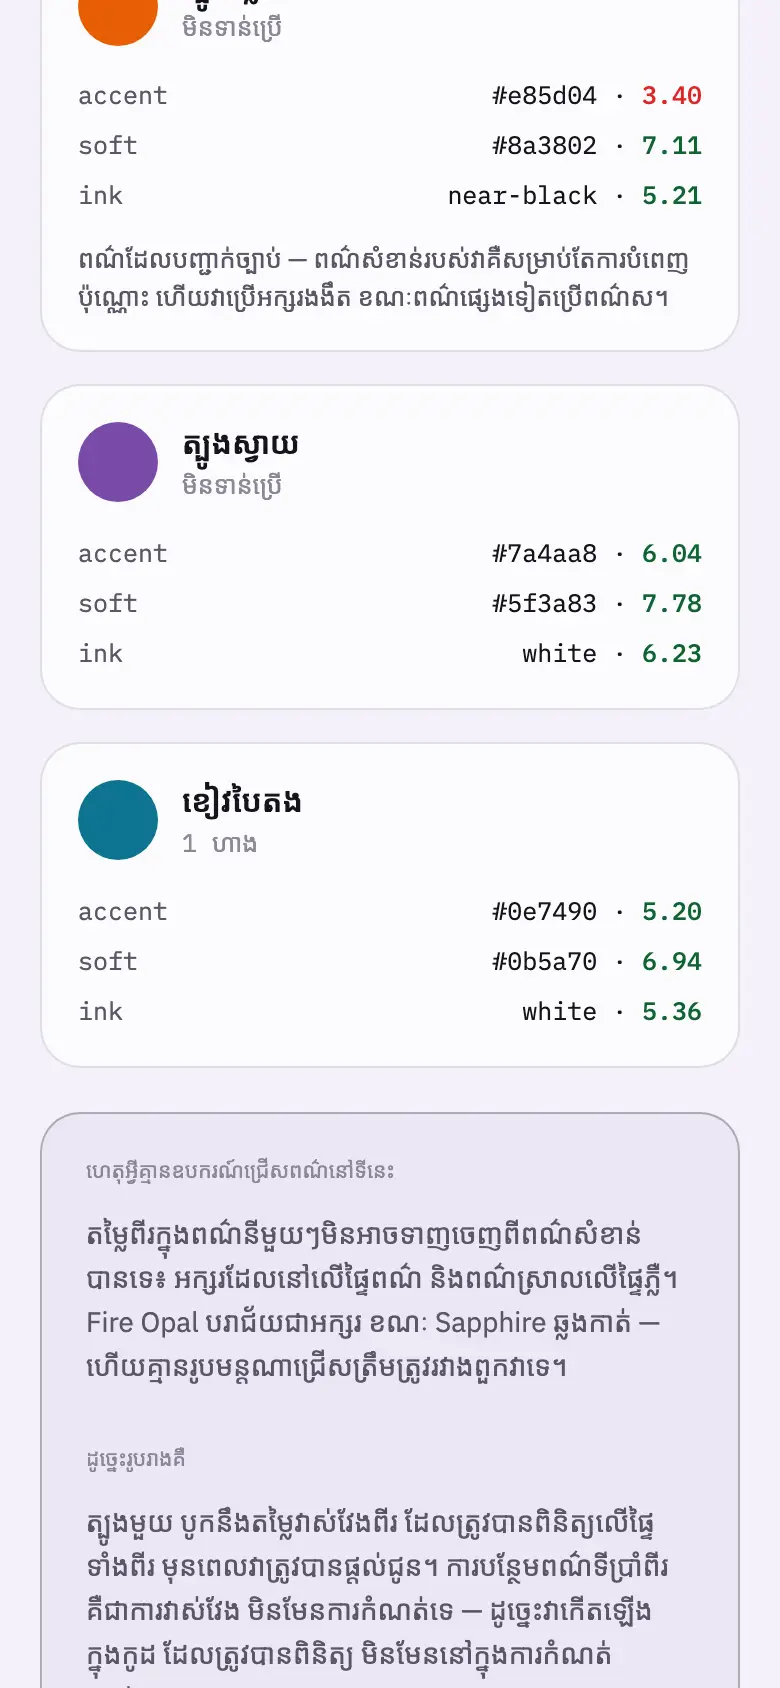 មិនទាន់ប្រើ
accent #e85d04 · 3.40
soft #8a3802 · 7.11
ink near-black · 5.21
ពណ៌ដែលបញ្ជាក់ច្បាប់ — ពណ៌សំខាន់របស់វាគឺសម្រាប់តែការបំពេញ
ប៉ុណ្ណោះ ហើយវាប្រើអក្សរងងឹត ខណៈពណ៌ផ្សេងទៀតប្រើពណ៌ស។
ត្បូងស្វាយ
មិនទាន់ប្រើ
accent #7a4aa8 · 6.04
soft #5f3a83 · 7.78
ink white · 6.23
ខៀវបៃតង
1 ហាង
accent #0e7490 · 5.20
soft #0b5a70 · 6.94
ink white · 5.36
ហេតុអ្វីគ្មានឧបករណ៍ជ្រើសពណ៌នៅទីនេះ
តម្លៃពីរក្នុងពណ៌នីមួយៗមិនអាចទាញចេញពីពណ៌សំខាន់
បានទេ៖ អក្សរដែលនៅលើផ្ទៃពណ៌ និងពណ៌ស្រាលលើផ្ទៃភ្លឺ។
Fire Opal បរាជ័យជាអក្សរ ខណៈ Sapphire ឆ្លងកាត់ —
ហើយគ្មានរូបមន្តណាជ្រើសត្រឹមត្រូវរវាងពួកវាទេ។
ដូច្នេះរូបរាងគឺ
ត្បូងមួយ បូកនឹងតម្លៃវាស់វែងពីរ ដែលត្រូវបានពិនិត្យលើផ្ទៃ
ទាំងពីរ មុនពេលវាត្រូវបានផ្តល់ជូន។ ការបន្ថែមពណ៌ទីប្រាំពីរ
គឺជាការវាស់វែង មិនមែនការកំណត់ទេ — ដូច្នេះវាកើតឡើង
ក្នុងកូដ ដែលត្រូវបានពិនិត្យ មិនមែននៅក្នុងការកំណត់